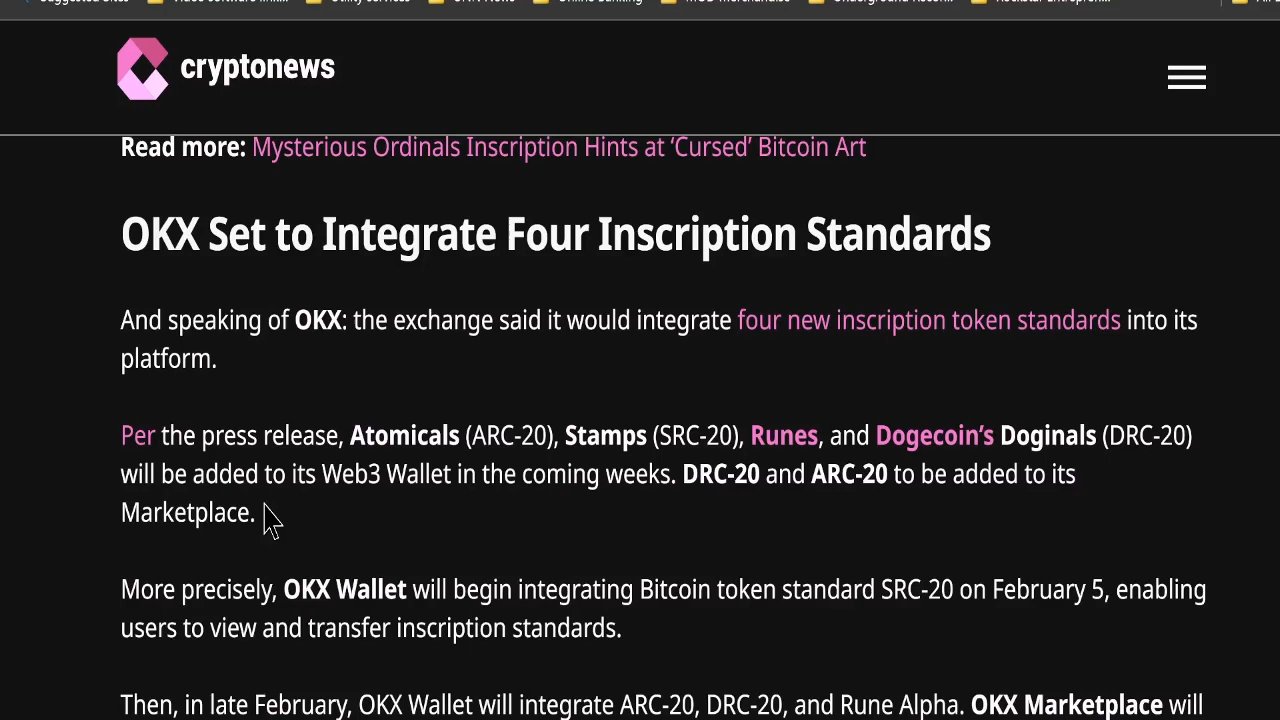 cryptonews
Read more: Mysterious Ordinals Inscription Hints at ‘Cursed’ Bitcoin Art
OKX Set to Integrate Four Inscription Standards
And speaking of OKX: the exchange said it would integrate four new inscription token standards into its
platform.
Per the press release, Atomicals (ARC-20), Stamps (SRC-20), Runes, and Dogecoin’s Doginals (DRC-20)
will be added to its Web3 Wallet in the coming weeks. DRC-20 and ARC-20 to be added to its
Marketplace.
More precisely, OKX Wallet will begin integrating Bitcoin token standard SRC-20 on February 5, enabling
users to view and transfer inscription standards.
Then, in late February, OKX Wallet will integrate ARC-20, DRC-20, and Rune Alpha. OKX Marketplace will